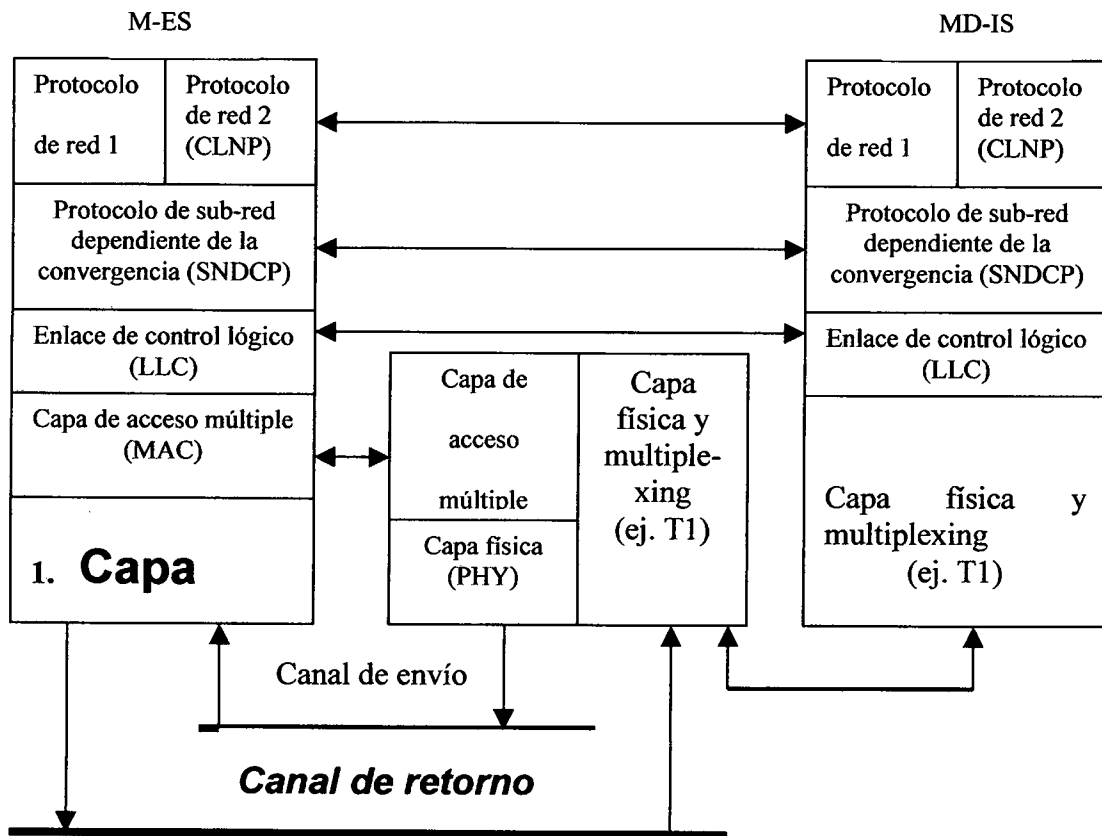 M-ES
MD-IS
Protocolo
de red 1
Protocolo
de red 2
(CLNP)
Protocolo
de red 1
Protocolo
de red 2
(CLNP)
Protocolo de sub-red
dependiente de la
convergencia (SNDCP)
Protocolo de sub-red
dependiente de la
convergencia (SNDCP)
Enlace de control lógico
(LLC)
Enlace de control lógico
(LLC)
Capa de acceso múltiple
(MAC)
Capa de
acceso
múltiple
Capa
física y
multiple-
xing
(ej. T1)
1. Capa
Capa física
(PHY)
Capa física y
multiplexing
(ej. T1)
Canal de envío
Canal de retorno